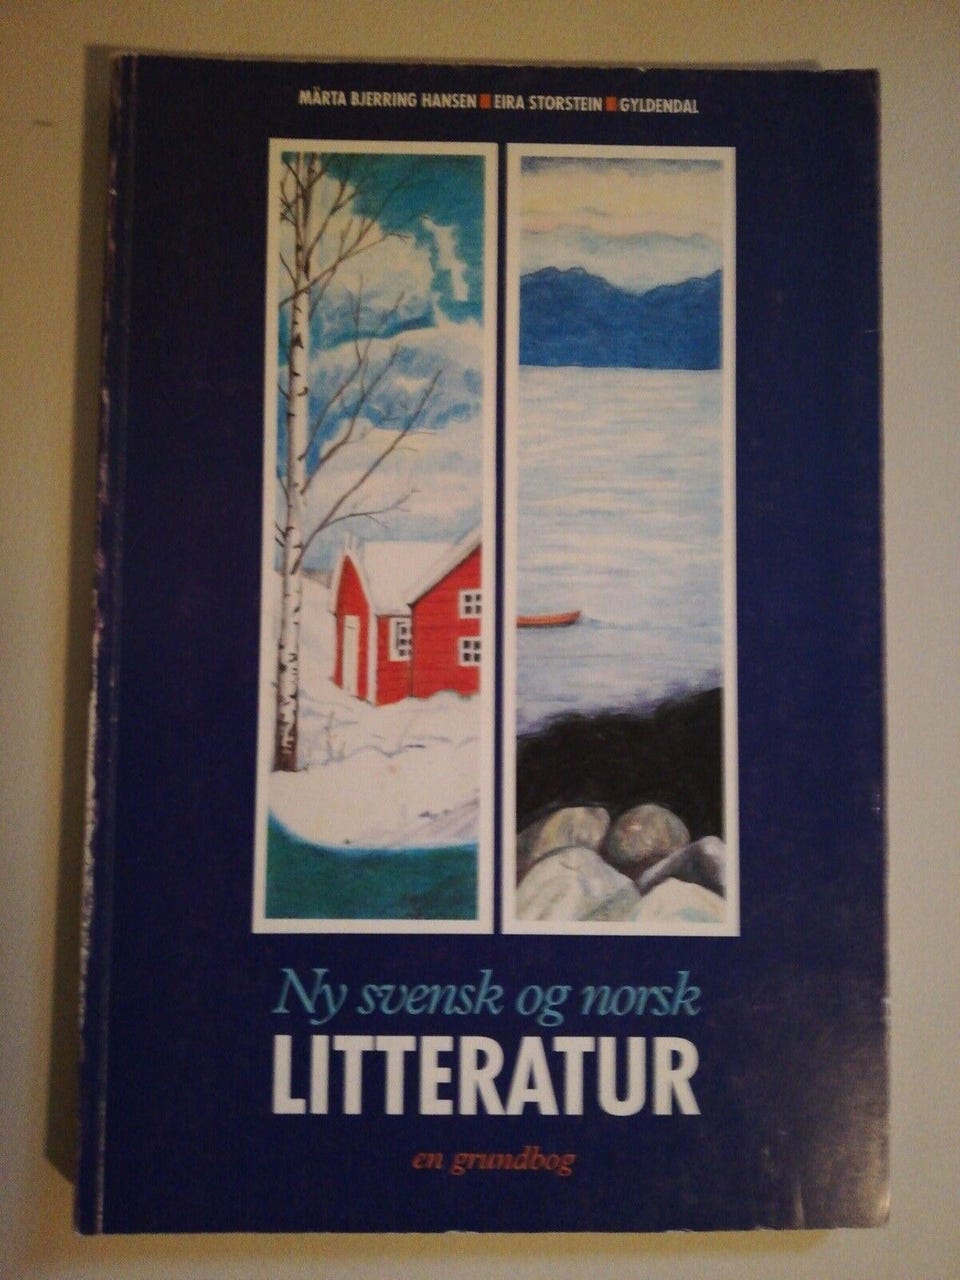 MÄRTA BJERRING HANSEN ■ EIRA STORSTEIN ■ GYLDENDAL
Ny svensk og norsk
LITTERATUR
en grundbog